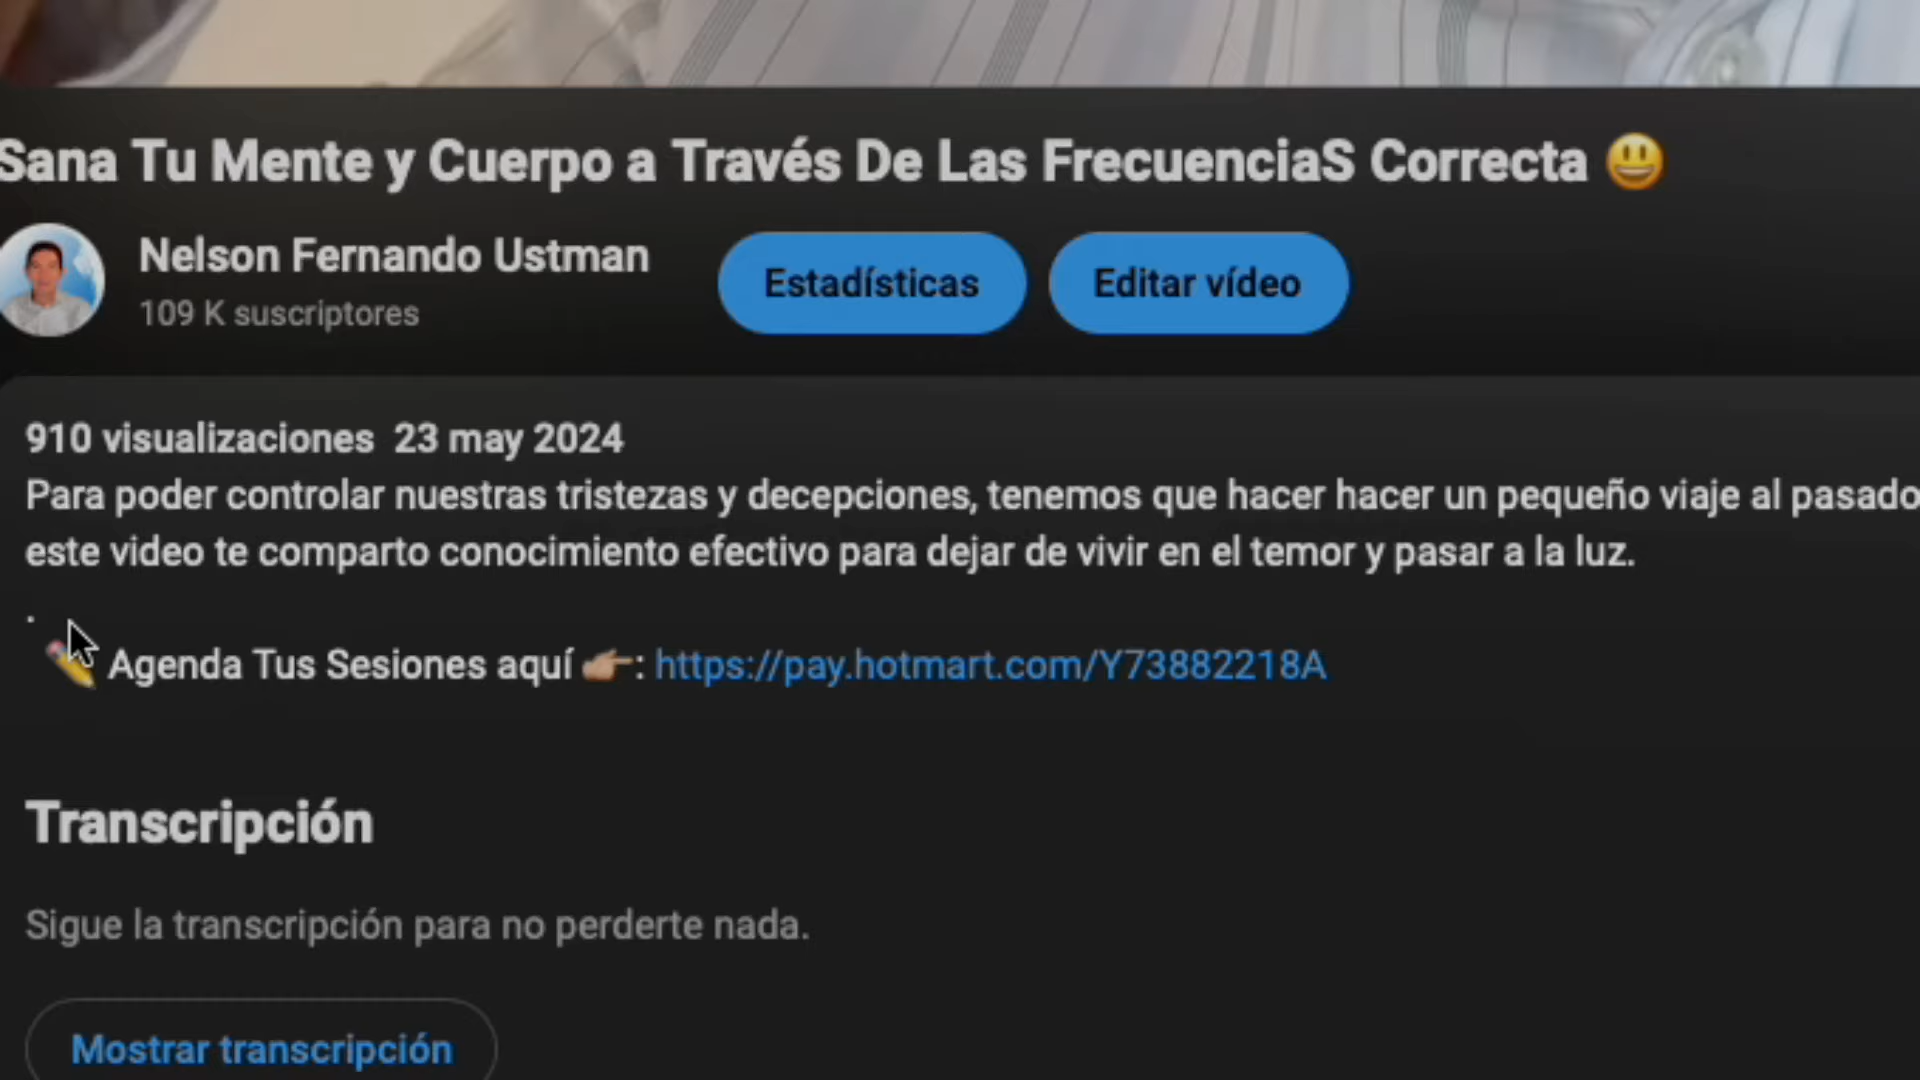 Sana Tu Mente y Cuerpo a Través De Las FrecuenciaS Correcta 😃
Nelson Fernando Ustman
109 K suscriptores
Estadísticas
Editar vídeo
910 visualizaciones 23 may 2024
Para poder controlar nuestras tristezas y decepciones, tenemos que hacer hacer un pequeño viaje al pasado
este video te comparto conocimiento efectivo para dejar de vivir en el temor y pasar a la luz.
.
✏️ Agenda Tus Sesiones aquí 👉🏼: https://pay.hotmart.com/Y73882218A
Transcripción
Sigue la transcripción para no perderte nada.
Mostrar transcripción